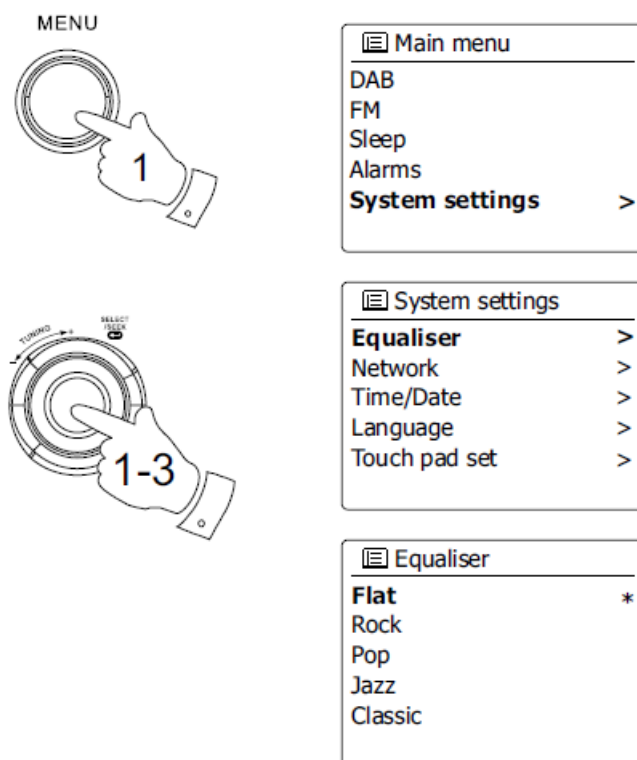 MENU
1
Main menu
DAB
FM
Sleep
Alarms
System settings >
- TUNING +
SELECT
/SEEK
1-3
System settings
Equaliser >
Network >
Time/Date >
Language >
Touch pad set >
Equaliser
Flat *
Rock
Pop
Jazz
Classic